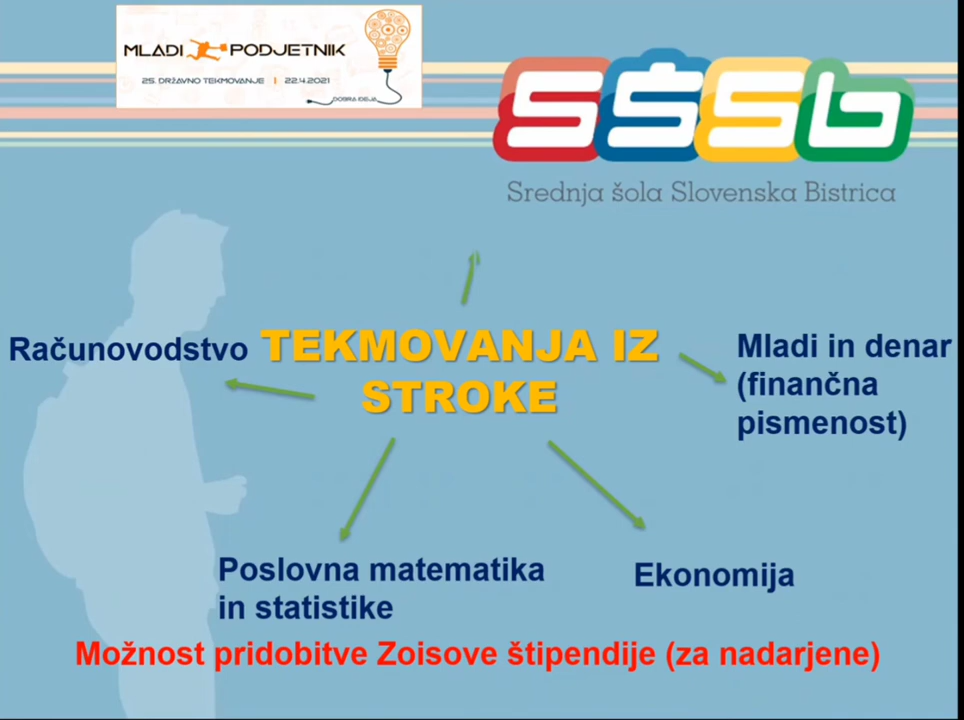 MLADI PODJETNIK
25. DRŽAVNO TEKMOVANJE | 22.4.2021
DOBRA IDEJA
SŠSb
Srednja šola Slovenska Bistrica
Računovodstvo
TEKMOVANJA IZ
STROKE
Mladi in denar
(finančna
pismenost)
Poslovna matematika
in statistike
Ekonomija
Možnost pridobitve Zoisove štipendije (za nadarjene)